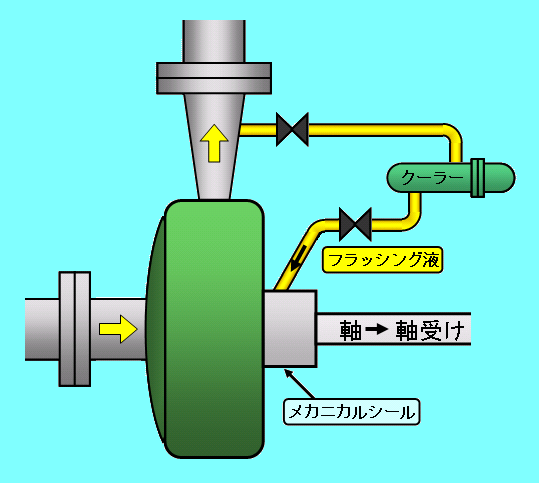 クーラー
フラッシング液
軸→軸受け
メカニカルシール